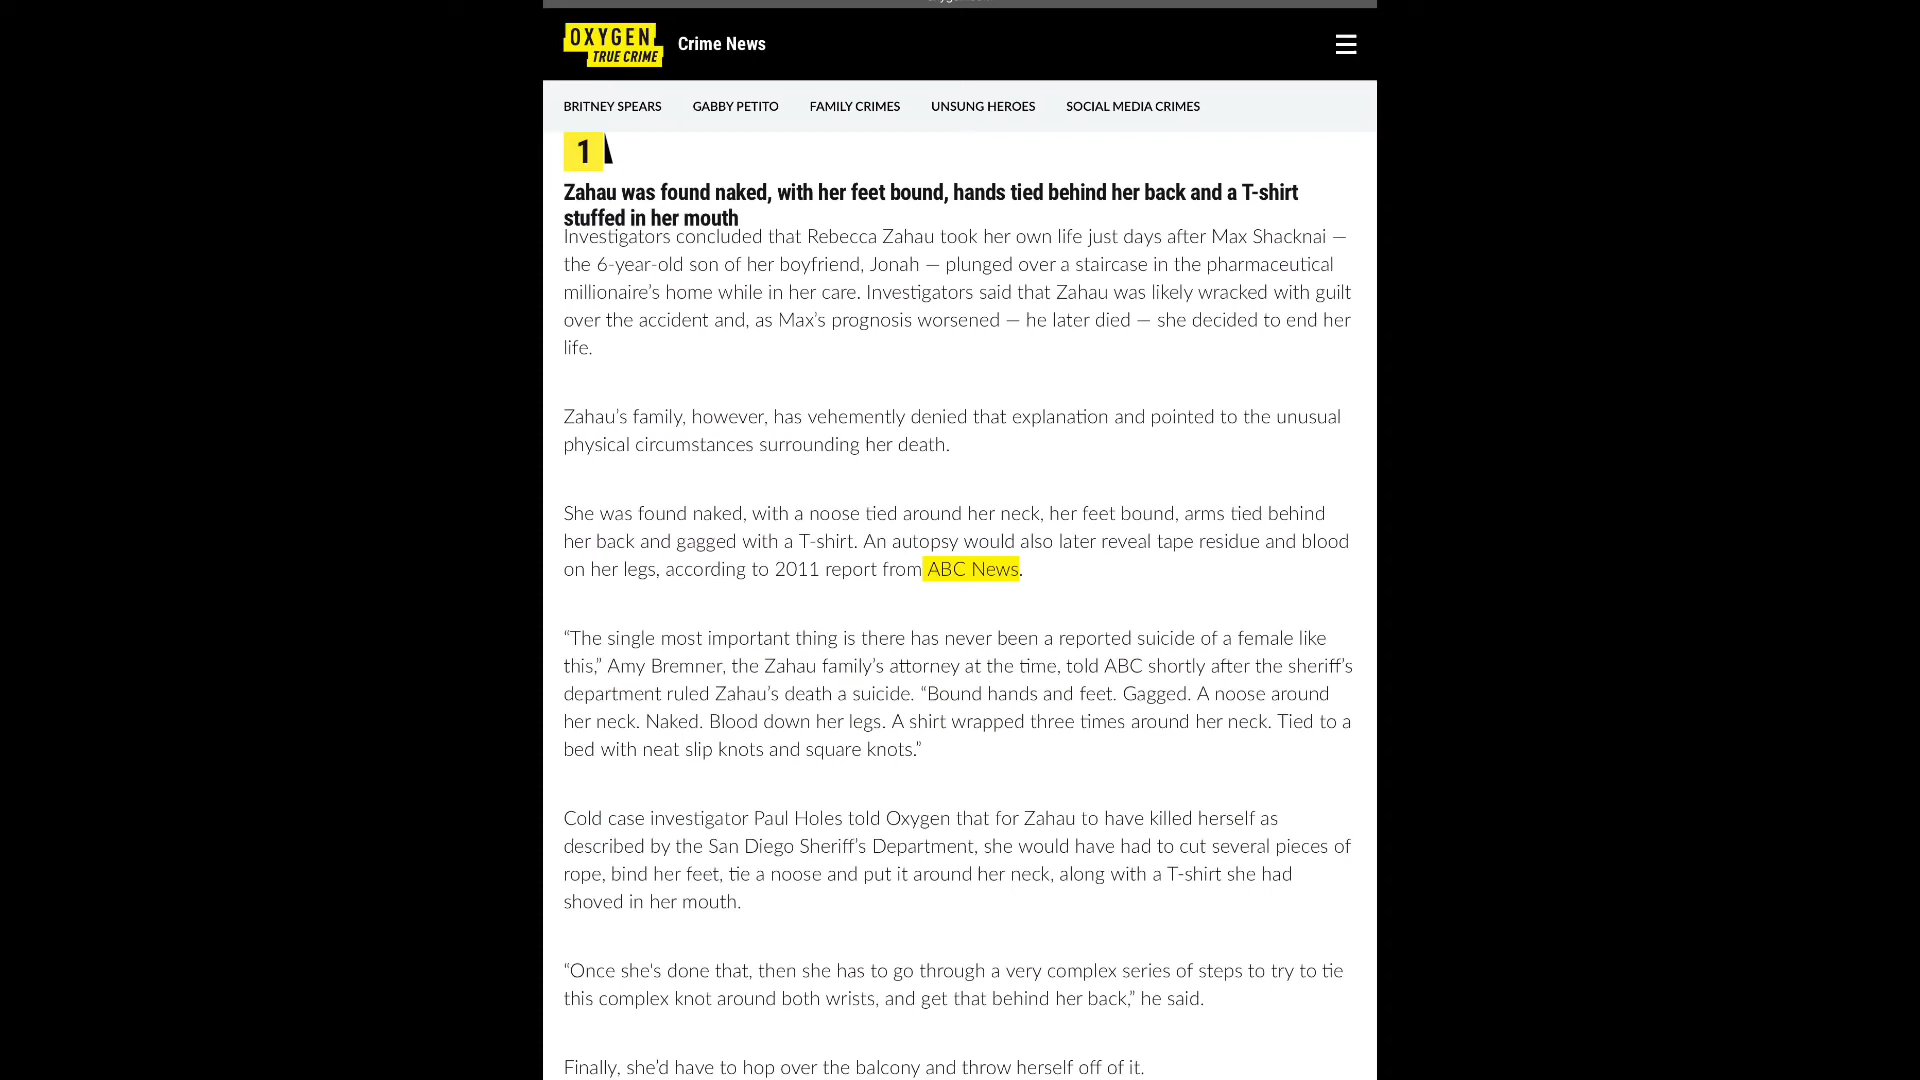 OXYGEN
TRUE CRIME
Crime News
BRITNEY SPEARS GABBY PETITO FAMILY CRIMES UNSUNG HEROES SOCIAL MEDIA CRIMES
1
Zahau was found naked, with her feet bound, hands tied behind her back and a T-shirt
stuffed in her mouth
Investigators concluded that Rebecca Zahau took her own life just days after Max Shacknai —
the 6-year-old son of her boyfriend, Jonah — plunged over a staircase in the pharmaceutical
millionaire’s home while in her care. Investigators said that Zahau was likely wracked with guilt
over the accident and, as Max’s prognosis worsened — he later died — she decided to end her
life.
Zahau’s family, however, has vehemently denied that explanation and pointed to the unusual
physical circumstances surrounding her death.
She was found naked, with a noose tied around her neck, her feet bound, arms tied behind
her back and gagged with a T-shirt. An autopsy would also later reveal tape residue and blood
on her legs, according to 2011 report from ABC News.
“The single most important thing is there has never been a reported suicide of a female like
this,” Amy Bremner, the Zahau family’s attorney at the time, told ABC shortly after the sheriff’s
department ruled Zahau’s death a suicide. “Bound hands and feet. Gagged. A noose around
her neck. Naked. Blood down her legs. A shirt wrapped three times around her neck. Tied to a
bed with neat slip knots and square knots.”
Cold case investigator Paul Holes told Oxygen that for Zahau to have killed herself as
described by the San Diego Sheriff’s Department, she would have had to cut several pieces of
rope, bind her feet, tie a noose and put it around her neck, along with a T-shirt she had
shoved in her mouth.
“Once she's done that, then she has to go through a very complex series of steps to try to tie
this complex knot around both wrists, and get that behind her back,” he said.
Finally, she’d have to hop over the balcony and throw herself off of it.